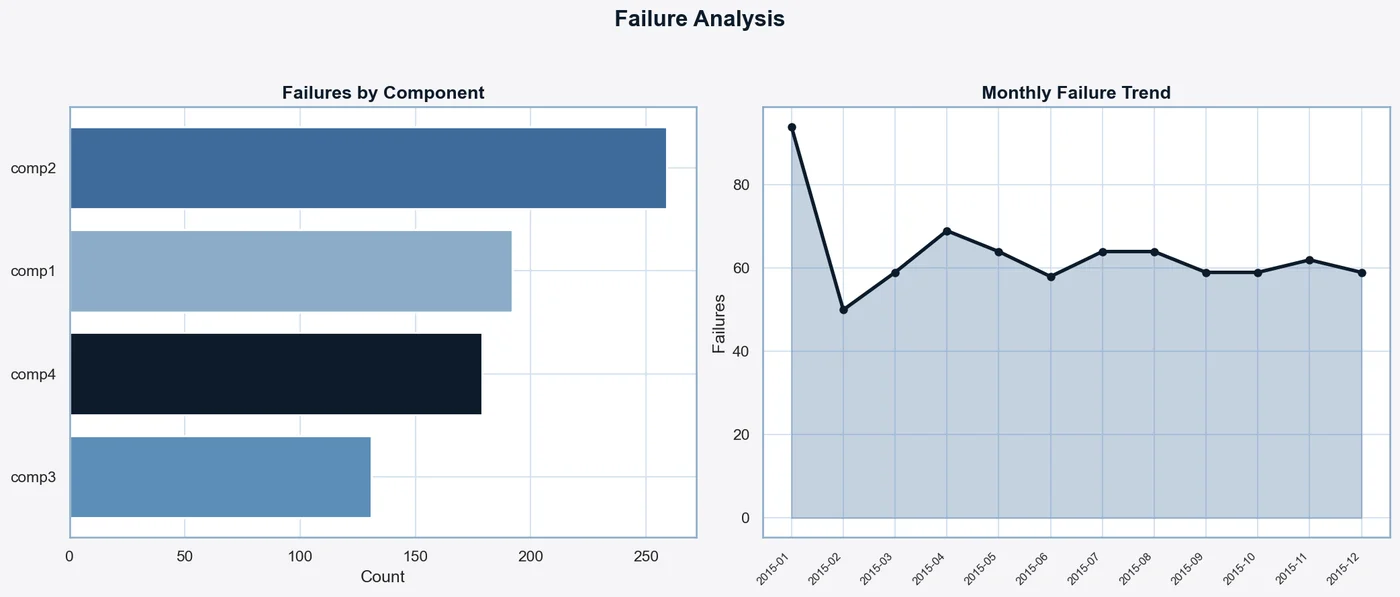 Failure Analysis
Failures by Component
comp2
comp1
comp4
comp3
0 50 100 150 200 250
Count
Monthly Failure Trend
Failures
80
60
40
20
0
2015-01 2015-02 2015-03 2015-04 2015-05 2015-06 2015-07 2015-08 2015-09 2015-10 2015-11 2015-12